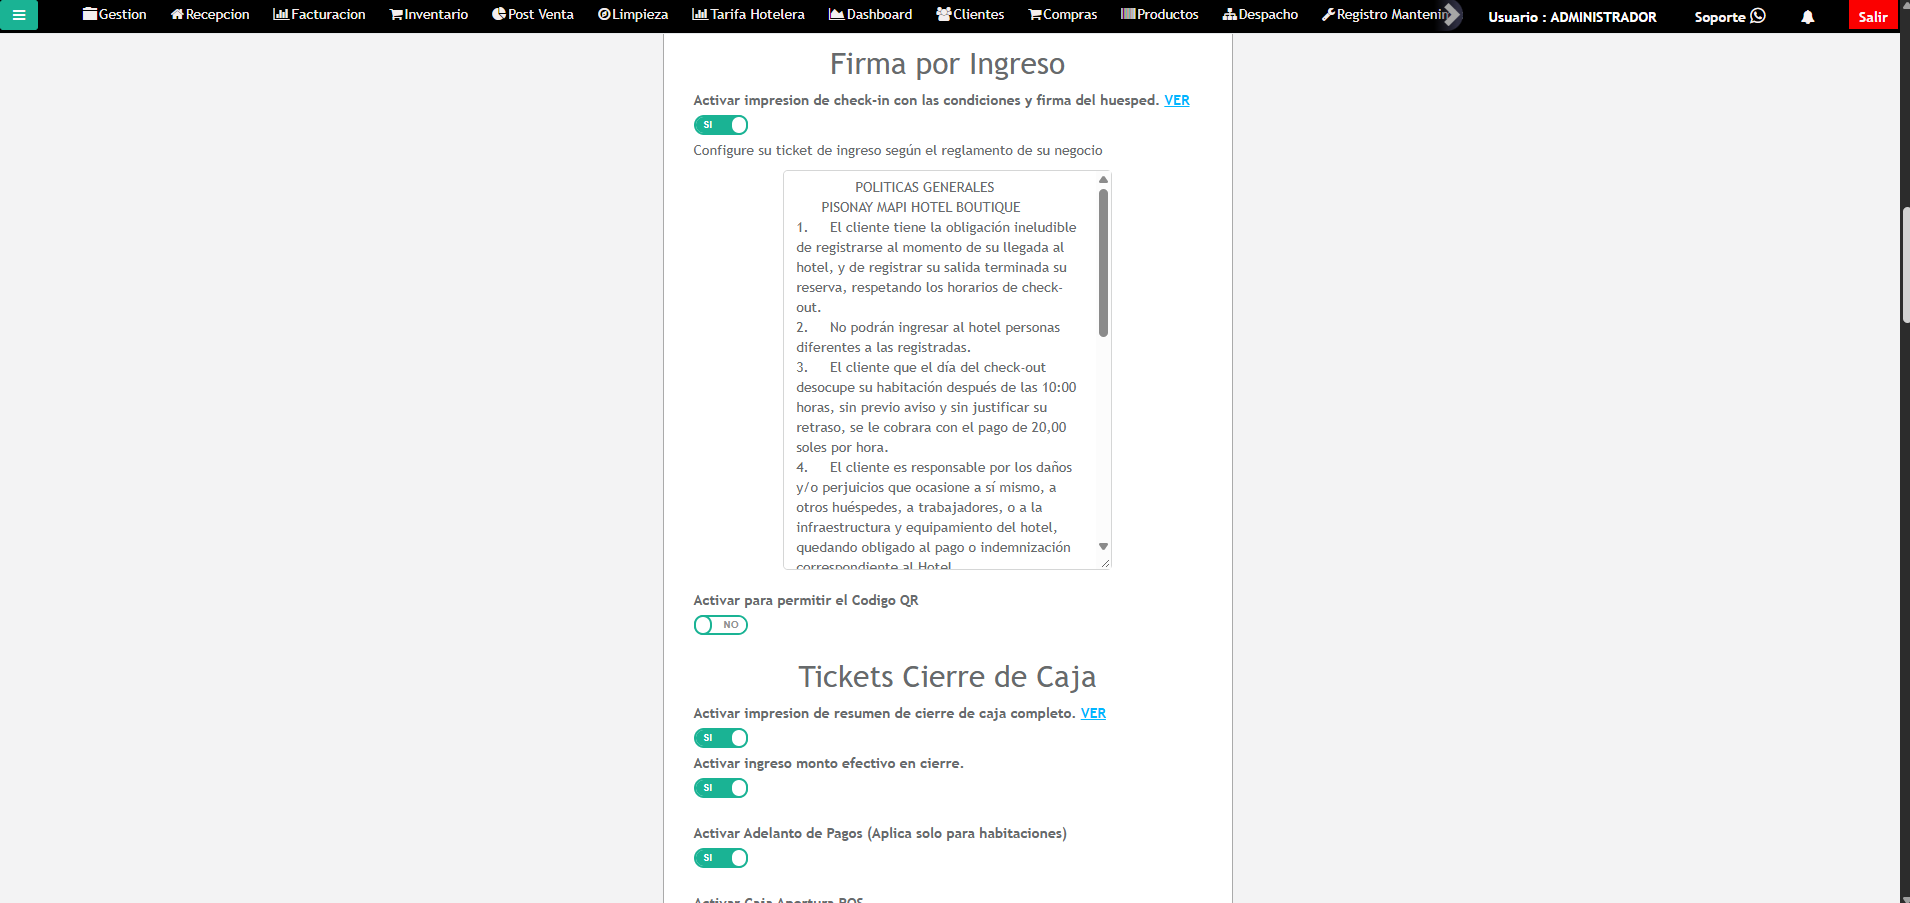 Gestion Recepcion Facturacion Inventario Post Venta Limpieza Tarifa Hotelera Dashboard Clientes Compras Productos Despacho Registro Mantenin Usuario : ADMINISTRADOR Soporte Salir
Firma por Ingreso
Activar impresion de check-in con las condiciones y firma del huesped. VER
SI
Configure su ticket de ingreso según el reglamento de su negocio
POLITICAS GENERALES
PISONAY MAPI HOTEL BOUTIQUE
1. El cliente tiene la obligación ineludible
de registrarse al momento de su llegada al
hotel, y de registrar su salida terminada su
reserva, respetando los horarios de check-
out.
2. No podrán ingresar al hotel personas
diferentes a las registradas.
3. El cliente que el día del check-out
desocupe su habitación después de las 10:00
horas, sin previo aviso y sin justificar su
retraso, se le cobrara con el pago de 20,00
soles por hora.
4. El cliente es responsable por los daños
y/o perjuicios que ocasione a sí mismo, a
otros huéspedes, a trabajadores, o a la
infraestructura y equipamiento del hotel,
quedando obligado al pago o indemnización
correspondiente al Hotel
Activar para permitir el Codigo QR
NO
Tickets Cierre de Caja
Activar impresion de resumen de cierre de caja completo. VER
SI
Activar ingreso monto efectivo en cierre.
SI
Activar Adelanto de Pagos (Aplica solo para habitaciones)
SI
Activar Caja Apertura POS